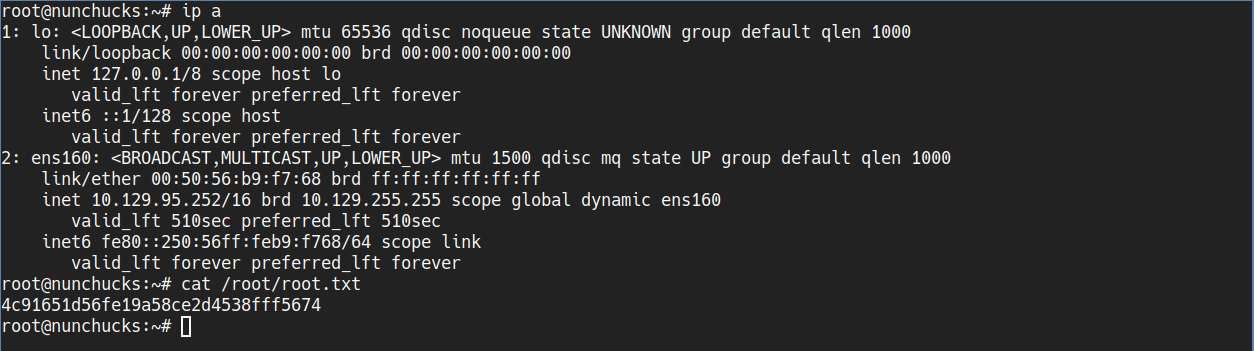 root@nunchucks:~# ip a
1: lo: <LOOPBACK,UP,LOWER_UP> mtu 65536 qdisc noqueue state UNKNOWN group default qlen 1000
    link/loopback 00:00:00:00:00:00 brd 00:00:00:00:00:00
    inet 127.0.0.1/8 scope host lo
       valid_lft forever preferred_lft forever
    inet6 ::1/128 scope host
       valid_lft forever preferred_lft forever
2: ens160: <BROADCAST,MULTICAST,UP,LOWER_UP> mtu 1500 qdisc mq state UP group default qlen 1000
    link/ether 00:50:56:b9:f7:68 brd ff:ff:ff:ff:ff:ff
    inet 10.129.95.252/16 brd 10.129.255.255 scope global dynamic ens160
       valid_lft 510sec preferred_lft 510sec
    inet6 fe80::250:56ff:feb9:f768/64 scope link
       valid_lft forever preferred_lft forever
root@nunchucks:~# cat /root/root.txt
4c91651d56fe19a58ce2d4538fff5674
root@nunchucks:~#